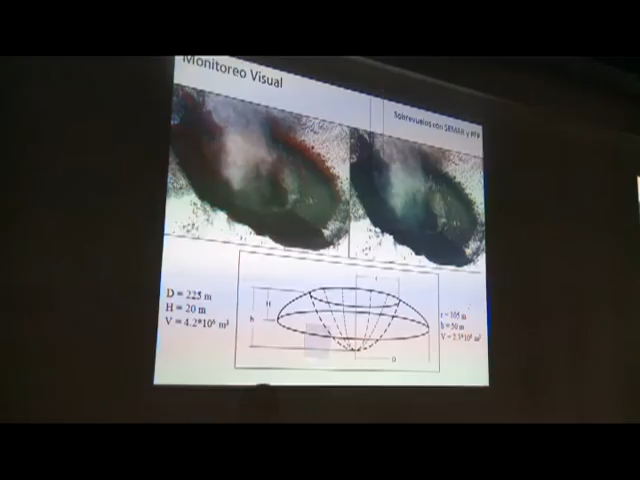 Monitoreo Visual
Sobrevuelos con SEMAR y PFP
D = 225 m
H = 20 m
V = 4.2*10⁶ m³
H
h
r
D
r = 105 m
h = 50 m
V = 2.3*10⁶ m³